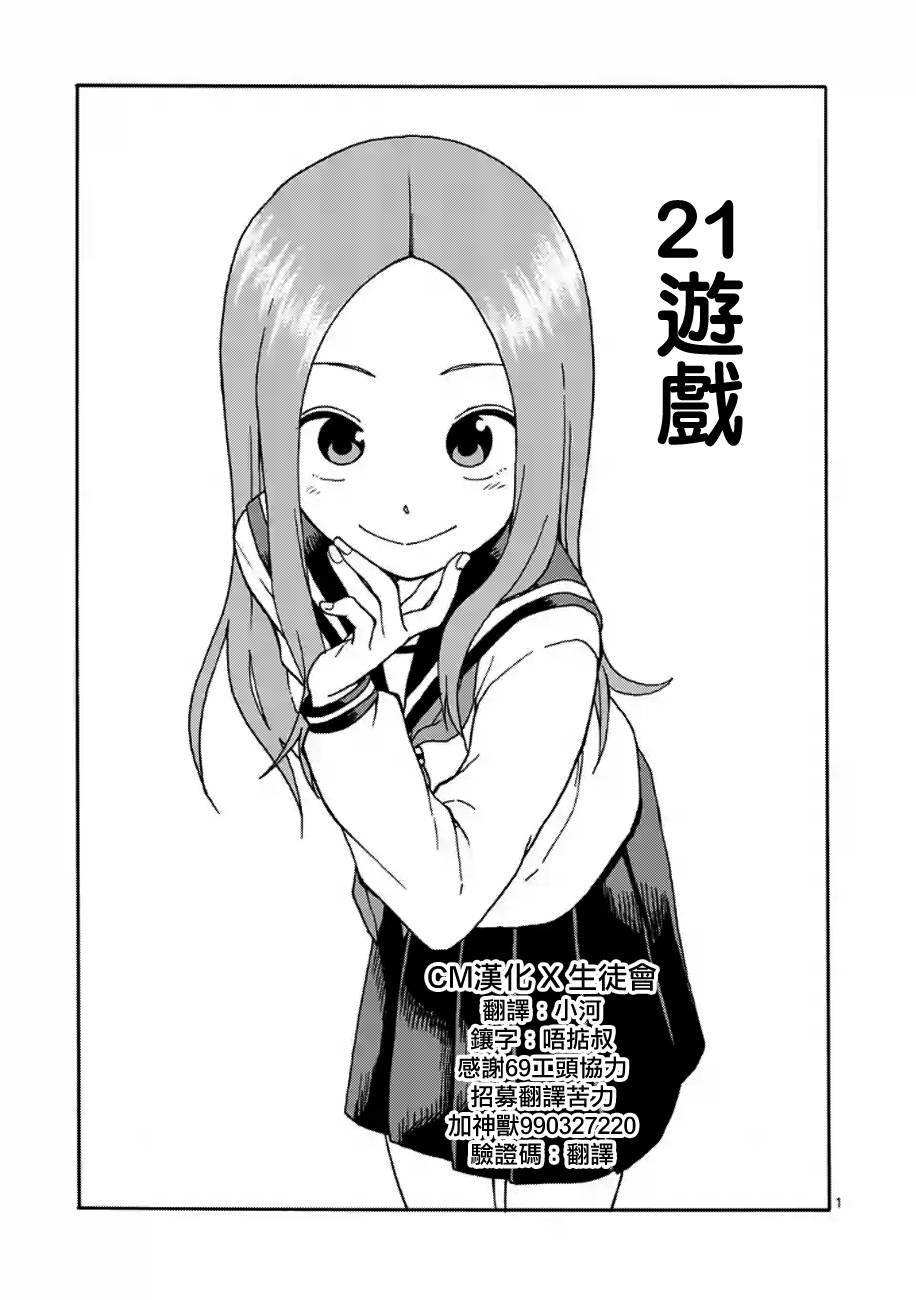 21遊戲
CM漢化 X 生徒會
翻譯：小河
鑲字：唔掂叔
感謝69工頭協力
招募翻譯苦力
加神獸990327220
驗證碼：翻譯
1